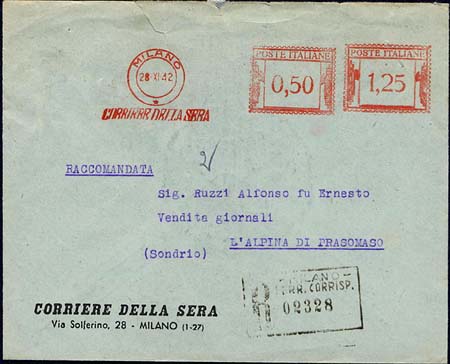 MILANO
28 XI 42
CORRIERE DELLA SERA
POSTE ITALIANE
0,50
POSTE ITALIANE
1,25
RACCOMANDATA
Sig. Ruzzi Alfonso fu Ernesto
Vendita giornali
(Sondrio) L'ALPINA DI PRASOMASO
MILANO
FERR. CORRISP.
R 02328
CORRIERE DELLA SERA
Via Solferino, 28 - MILANO (1-27)